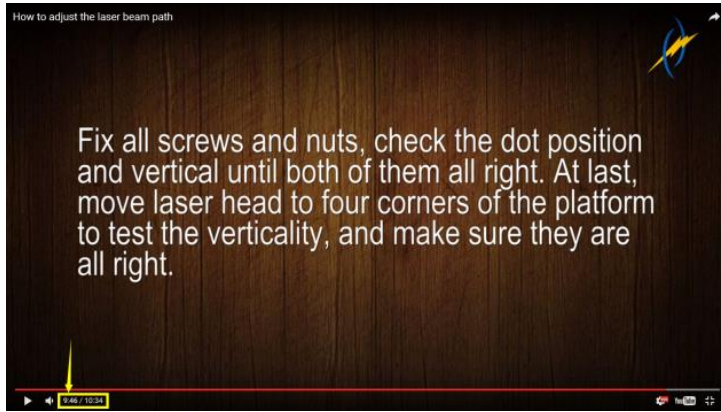 How to adjust the laser beam path
Fix all screws and nuts, check the dot position
and vertical until both of them all right. At last,
move laser head to four corners of the platform
to test the verticality, and make sure they are
all right.
9:46 / 10:34
YouTube